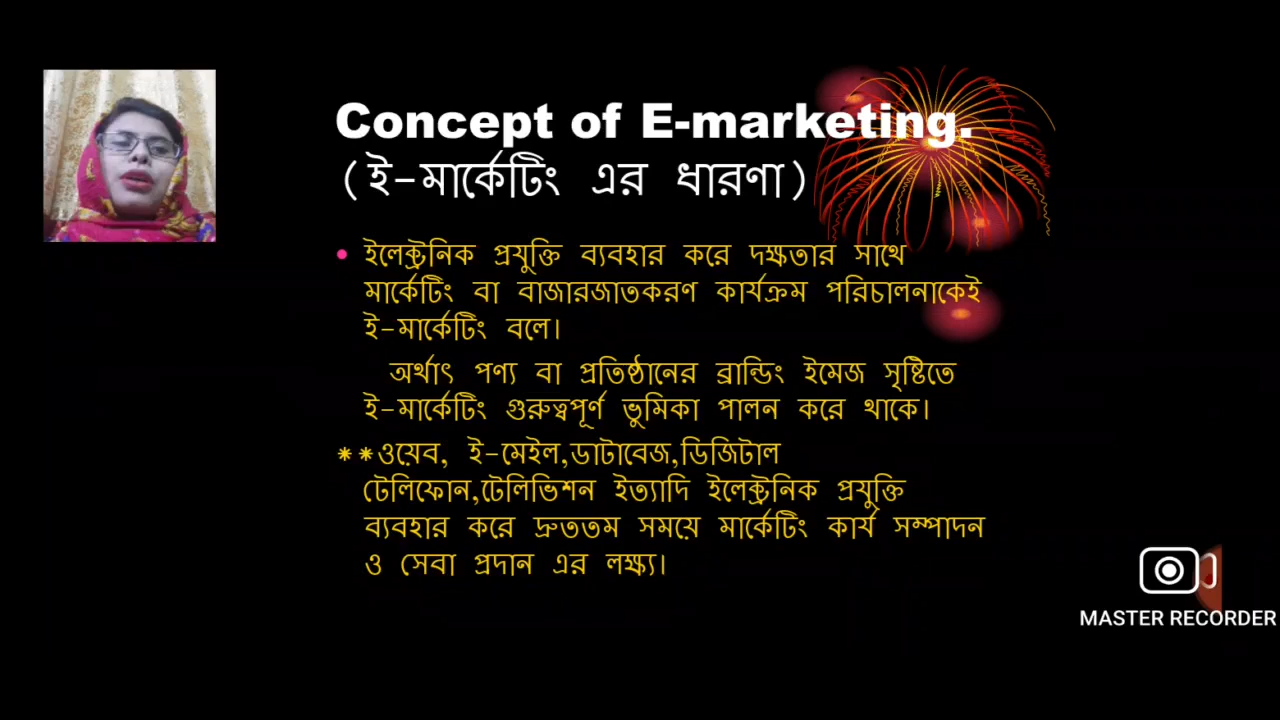 Concept of E-marketing.
(ই-মার্কেটিং এর ধারণা)
• ইলেক্ট্রনিক প্রযুক্তি ব্যবহার করে দক্ষতার সাথে
মার্কেটিং বা বাজারজাতকরণ কার্যক্রম পরিচালনাকেই
ই-মার্কেটিং বলে।
অর্থাৎ পণ্য বা প্রতিষ্ঠানের ব্রান্ডিং ইমেজ সৃষ্টিতে
ই-মার্কেটিং গুরুত্বপূর্ণ ভুমিকা পালন করে থাকে।
**ওয়েব, ই-মেইল,ডাটাবেজ,ডিজিটাল
টেলিফোন,টেলিভিশন ইত্যাদি ইলেক্ট্রনিক প্রযুক্তি
ব্যবহার করে দ্রুততম সময়ে মার্কেটিং কার্য সম্পাদন
ও সেবা প্রদান এর লক্ষ্য।
MASTER RECORDER